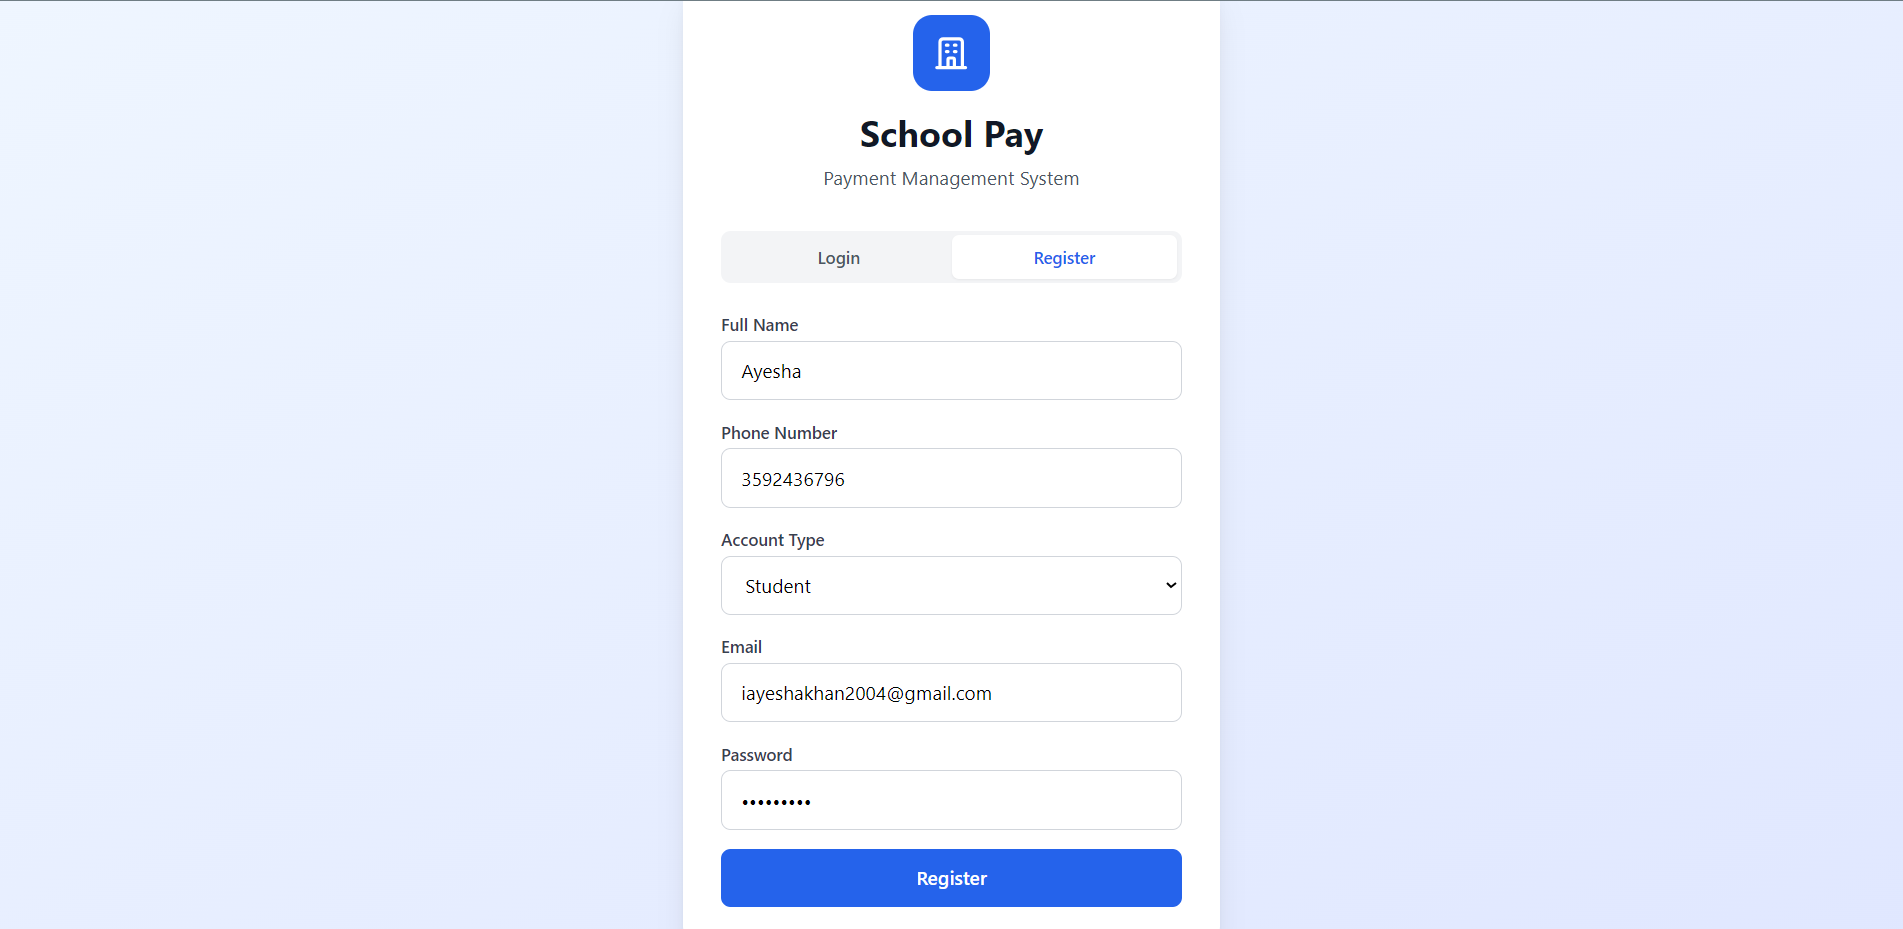 School Pay
Payment Management System
Login Register
Full Name
Ayesha
Phone Number
3592436796
Account Type
Student
Email
iayeshakhan2004@gmail.com
Password
•••••••••
Register